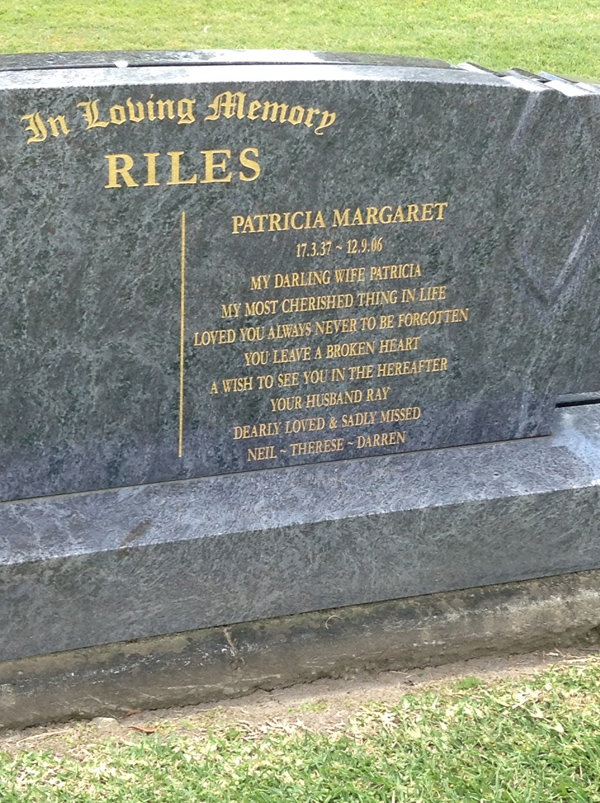 In Loving Memory
RILES
PATRICIA MARGARET
17.3.37 ~ 12.9.06
MY DARLING WIFE PATRICIA
MY MOST CHERISHED THING IN LIFE
LOVED YOU ALWAYS NEVER TO BE FORGOTTEN
YOU LEAVE A BROKEN HEART
A WISH TO SEE YOU IN THE HEREAFTER
YOUR HUSBAND RAY
DEARLY LOVED & SADLY MISSED
NEIL ~ THERESE ~ DARREN